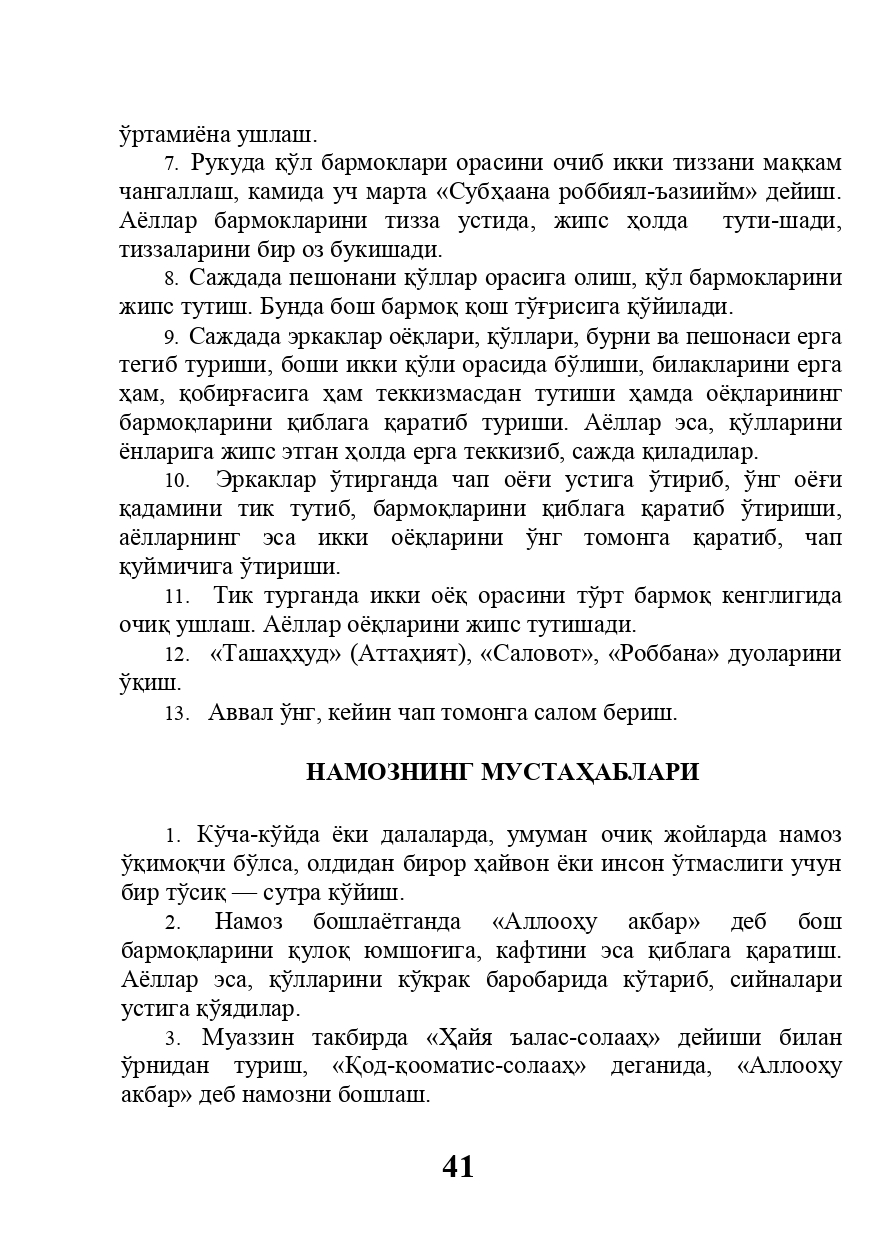 ўртамиёна ушлаш.
7. Рукуда қўл бармоклари орасини очиб икки тиззани мақкам
чангаллаш, камида уч марта «Субҳаана роббиял-ъазиийм» дейиш.
Аёллар бармокларини тизза устида, жипс ҳолда тути-шади,
тиззаларини бир оз букишади.
8. Саждада пешонани қўллар орасига олиш, қўл бармокларини
жипс тутиш. Бунда бош бармоқ қош тўғрисига қўйилади.
9. Саждада эркаклар оёқлари, қўллари, бурни ва пешонаси ерга
тегиб туриши, боши икки қўли орасида бўлиши, билакларини ерга
ҳам, қобирғасига ҳам теккизмасдан тутиши ҳамда оёқларининг
бармоқларини қиблага қаратиб туриши. Аёллар эса, қўлларини
ёнларига жипс этган ҳолда ерга теккизиб, сажда қиладилар.
10. Эркаклар ўтирганда чап оёғи устига ўтириб, ўнг оёғи
қадамини тик тутиб, бармоқларини қиблага қаратиб ўтириши,
аёлларнинг эса икки оёқларини ўнг томонга қаратиб, чап
қуймичига ўтириши.
11. Тик турганда икки оёқ орасини тўрт бармоқ кенглигида
очиқ ушлаш. Аёллар оёқларини жипс тутишади.
12. «Ташаҳҳуд» (Аттаҳият), «Саловот», «Роббана» дуоларини
ўқиш.
13. Аввал ўнг, кейин чап томонга салом бериш.
НАМОЗНИНГ МУСТАҲАБЛАРИ
1. Кўча-кўйда ёки далаларда, умуман очиқ жойларда намоз
ўқимоқчи бўлса, олдидан бирор ҳайвон ёки инсон ўтмаслиги учун
бир тўсиқ — сутра кўйиш.
2. Намоз бошлаётганда «Аллооҳу акбар» деб бош
бармоқларини қулоқ юмшоғига, кафтини эса қиблага қаратиш.
Аёллар эса, қўлларини кўкрак баробарида кўтариб, сийналари
устига қўядилар.
3. Муаззин такбирда «Ҳайя ъалас-солааҳ» дейиши билан
ўрнидан туриш, «Қод-қооматис-солааҳ» деганида, «Аллооҳу
акбар» деб намозни бошлаш.
41